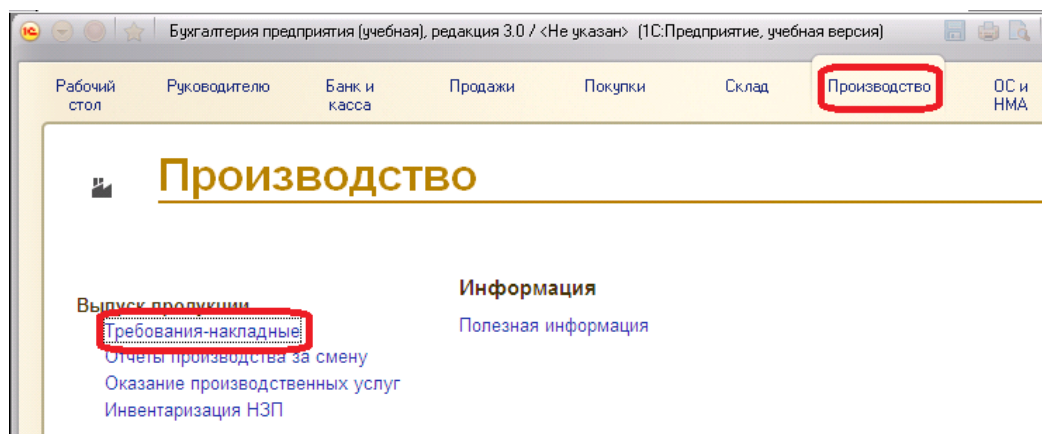 1С Бухгалтерия предприятия (учебная), редакция 3.0 / <Не указан> (1С:Предприятие, учебная версия)
Рабочий стол
Руководителю
Банк и касса
Продажи
Покупки
Склад
Производство
ОС и НМА
Производство
Выпуск продукции
Требования-накладные
Отчеты производства за смену
Оказание производственных услуг
Инвентаризация НЗП
Информация
Полезная информация